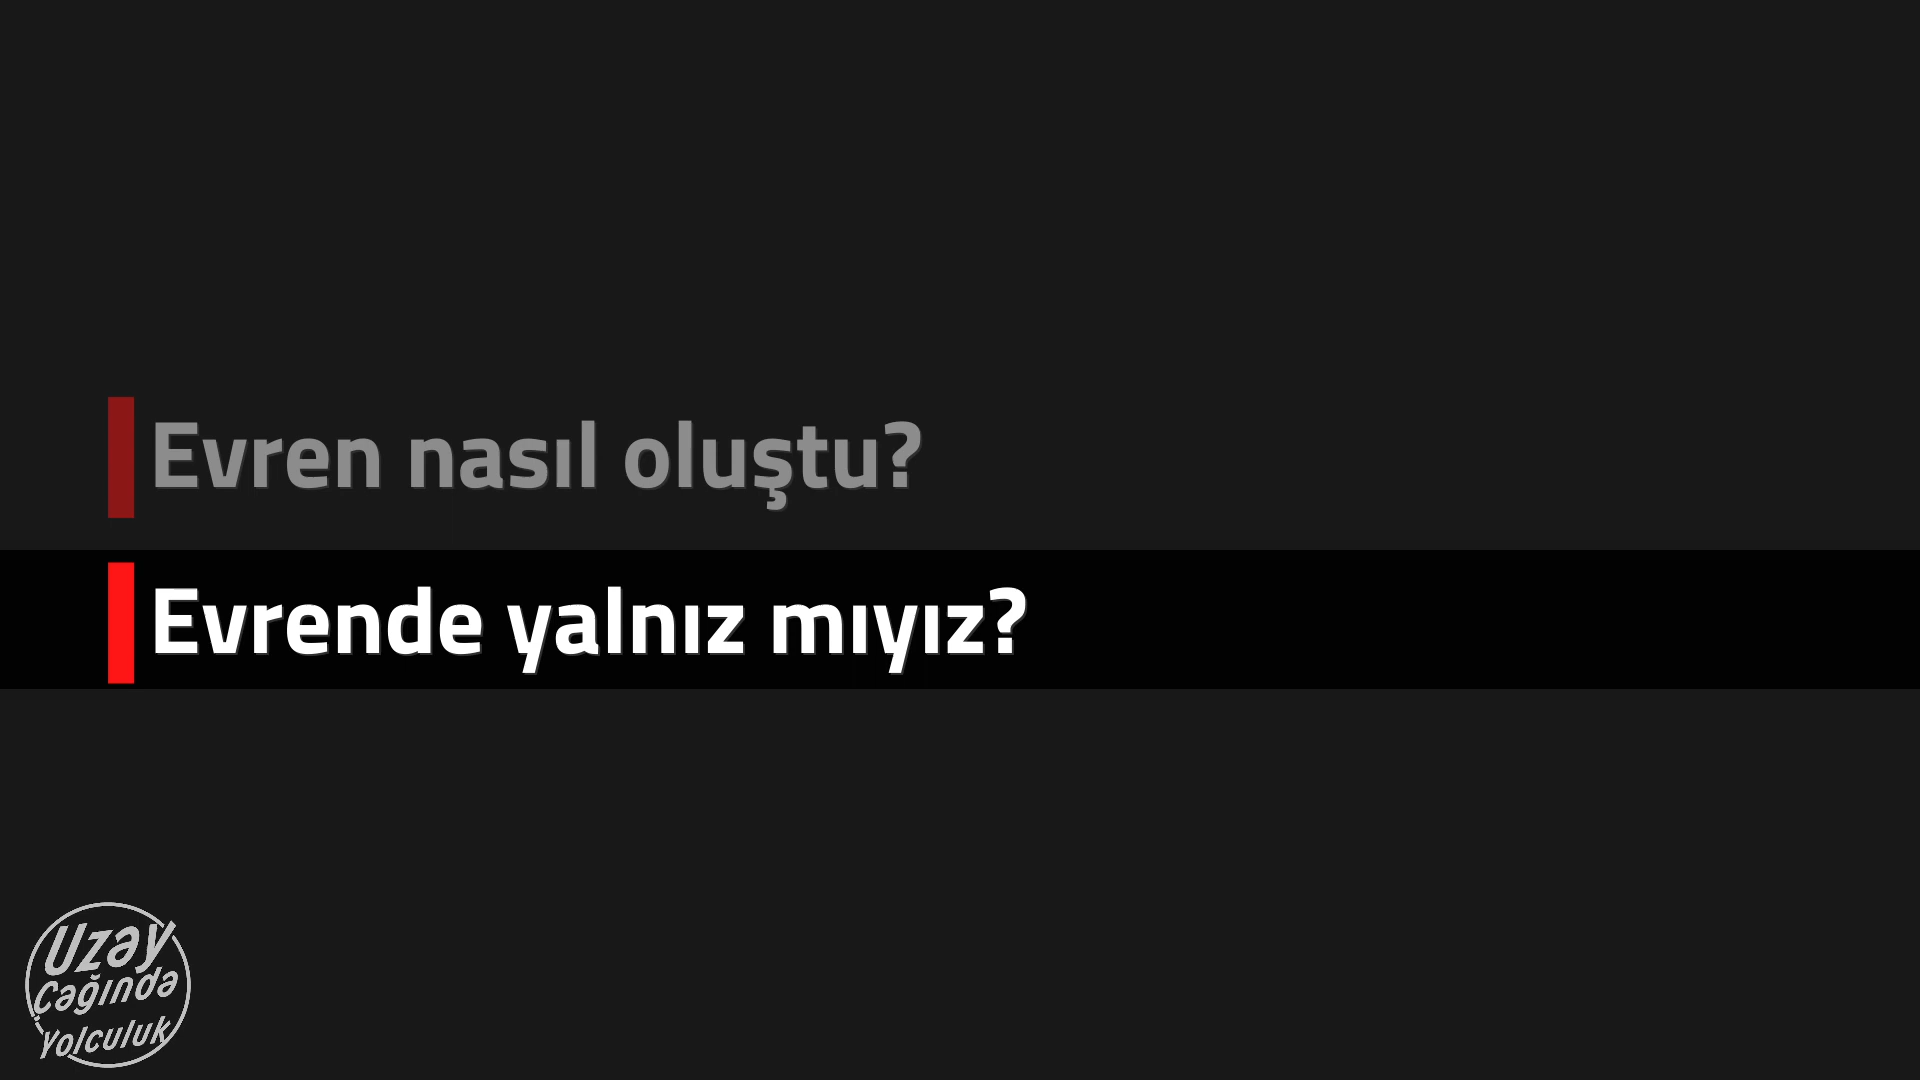 Evren nasıl oluştu?
Evrende yalnız mıyız?
Uzay
Çağında
Yolculuk